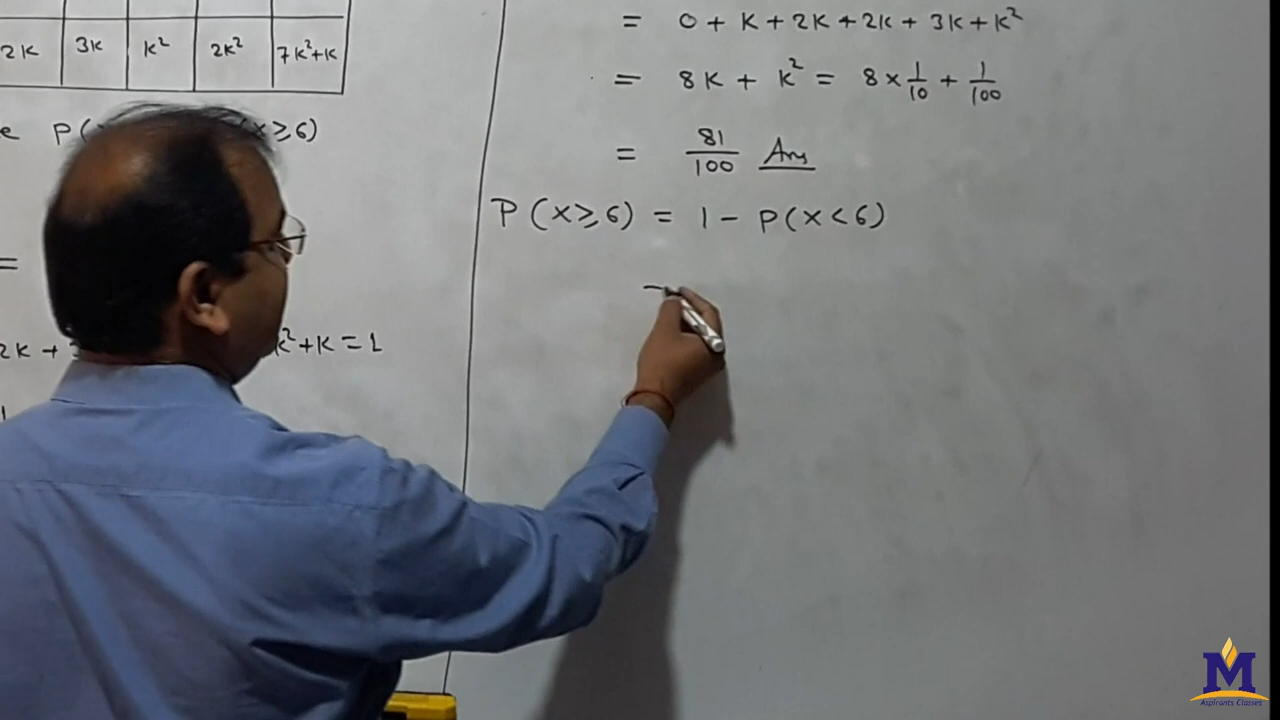 2K 3K K² 2K² 7K²+K
P( X≥6)
=
2K + K²+K=1
= 0 + K + 2K + 2K + 3K + K²
= 8K + K² = 8 × 1/10 + 1/100
= 81/100 Ans
P(X≥6) = 1 - P(X<6)
M
Aspirants Classes